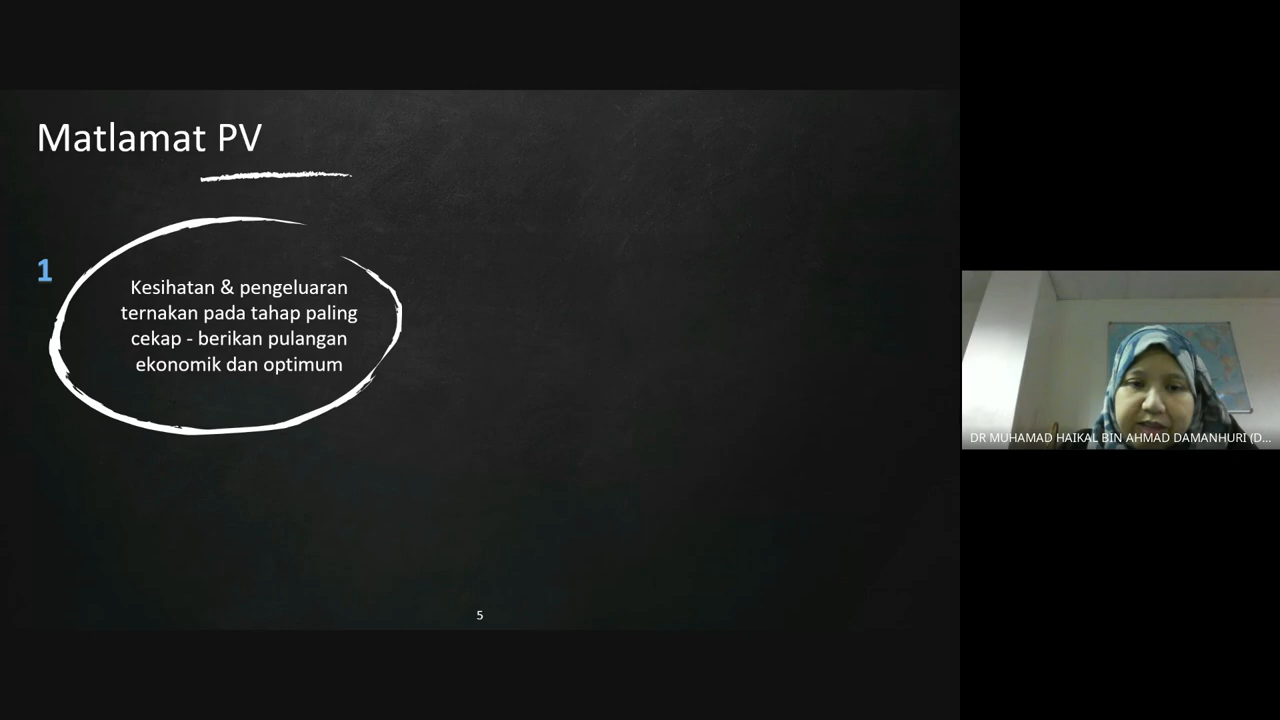 Matlamat PV
1
Kesihatan & pengeluaran
ternakan pada tahap paling
cekap - berikan pulangan
ekonomik dan optimum
5
DR MUHAMAD HAIKAL BIN AHMAD DAMANHURI (D...